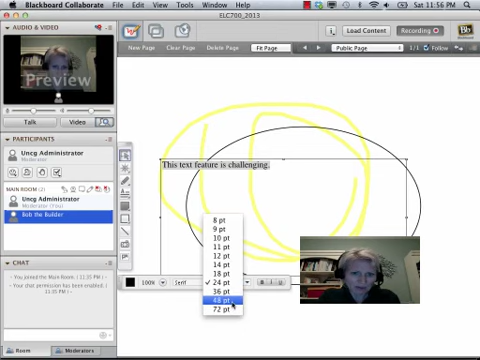 Blackboard Collaborate File Edit View Tools Window Help
Sat 11:56 PM
ELC700_2013
AUDIO & VIDEO
Load Content
Recording
Bb
New Page Clear Page Delete Page Fit Page Public Page 1/1 Follow
Preview
Talk Video
PARTICIPANTS
Uncg Administrator
Moderator
MAIN ROOM (2)
Uncg Administrator
Bob the Builder
This text feature is challenging.
8 pt
9 pt
10 pt
11 pt
12 pt
14 pt
18 pt
✓ 24 pt
36 pt
48 pt
72 pt
100% Serif B I U
CHAT
- You joined the Main Room. ( 11:35 PM ) -
- Your chat permission has been enabled. (
11:35 PM ) -
Room Moderators